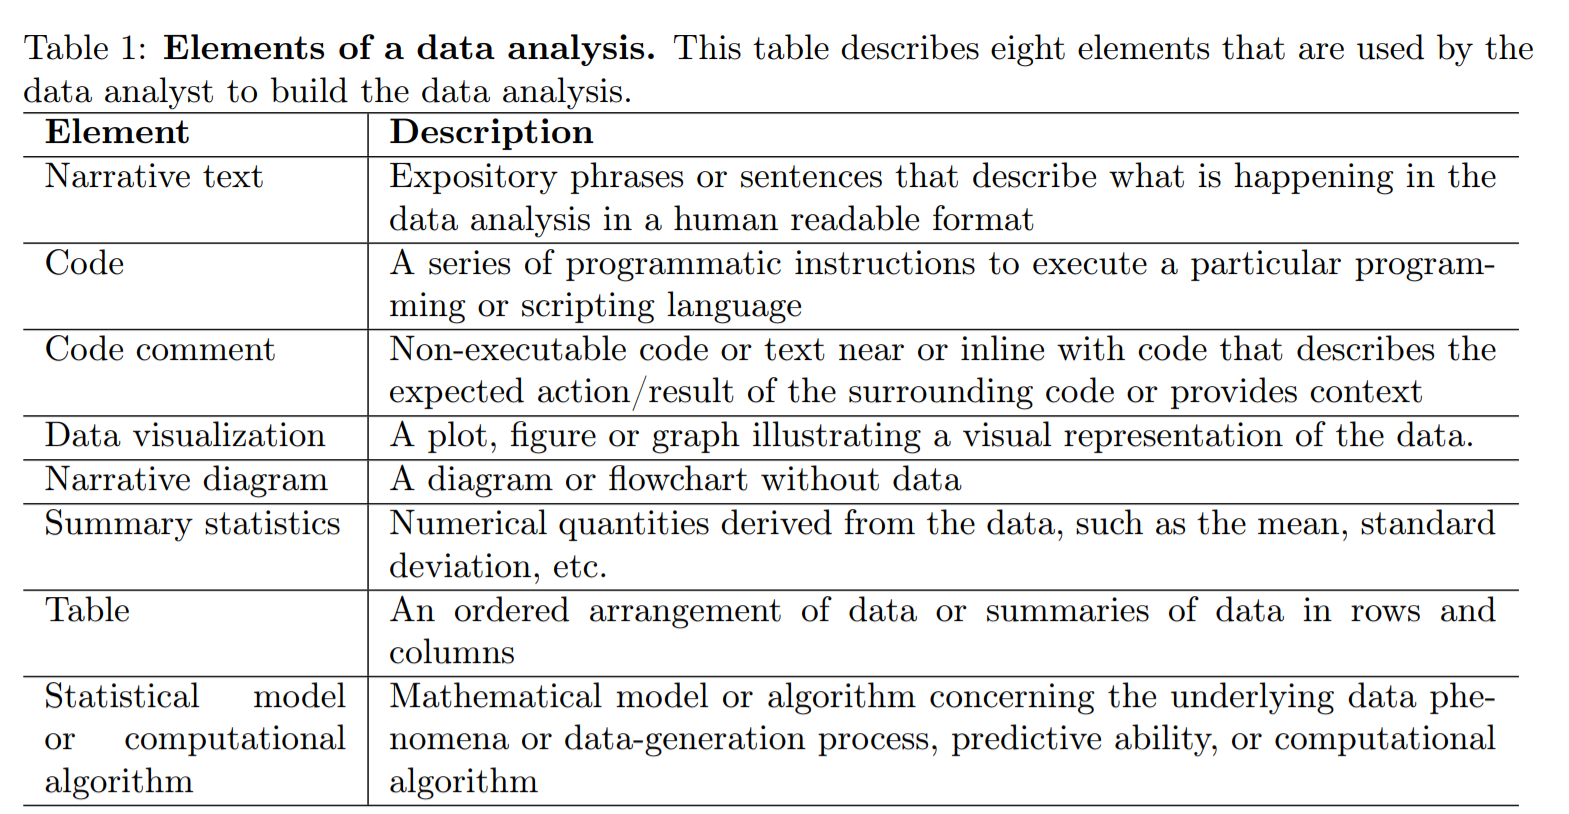 Table 1: Elements of a data analysis. This table describes eight elements that are used by the
data analyst to build the data analysis.
Element Description
Narrative text Expository phrases or sentences that describe what is happening in the
data analysis in a human readable format
Code A series of programmatic instructions to execute a particular program-
ming or scripting language
Code comment Non-executable code or text near or inline with code that describes the
expected action/result of the surrounding code or provides context
Data visualization A plot, figure or graph illustrating a visual representation of the data.
Narrative diagram A diagram or flowchart without data
Summary statistics Numerical quantities derived from the data, such as the mean, standard
deviation, etc.
Table An ordered arrangement of data or summaries of data in rows and
columns
Statistical model Mathematical model or algorithm concerning the underlying data phe-
or computational nomena or data-generation process, predictive ability, or computational
algorithm algorithm